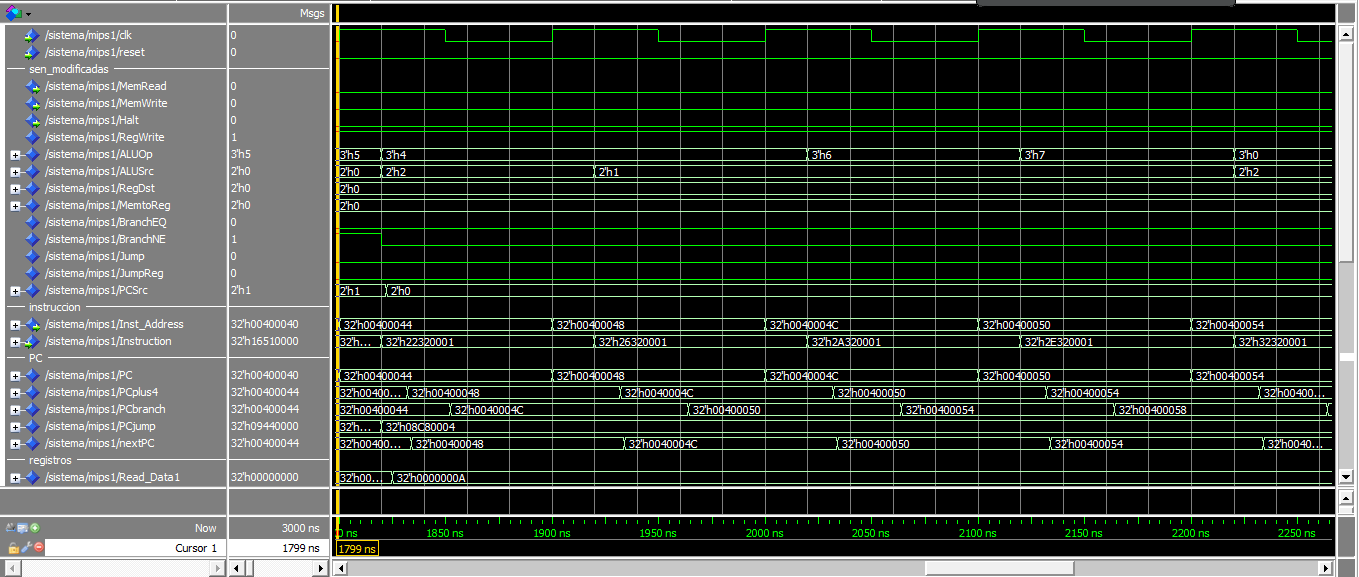 Msgs
/sistema/mips1/clk 0
/sistema/mips1/reset 0
sen_modificadas
/sistema/mips1/MemRead 0
/sistema/mips1/MemWrite 0
/sistema/mips1/Halt 0
/sistema/mips1/RegWrite 1
/sistema/mips1/ALUOp 3'h5 3'h5 3'h4 3'h6 3'h7 3'h0
/sistema/mips1/ALUSrc 2'h0 2'h0 2'h2 2'h1 2'h2
/sistema/mips1/RegDst 2'h0 2'h0
/sistema/mips1/MemtoReg 2'h0 2'h0
/sistema/mips1/BranchEQ 0
/sistema/mips1/BranchNE 1
/sistema/mips1/Jump 0
/sistema/mips1/JumpReg 0
/sistema/mips1/PCSrc 2'h1 2'h1 2'h0
instruccion
/sistema/mips1/Inst_Address 32'h00400040 32'h00400044 32'h00400048 32'h0040004C 32'h00400050 32'h00400054
/sistema/mips1/Instruction 32'h16510000 32'h... 32'h22320001 32'h26320001 32'h2A320001 32'h2E320001 32'h32320001
PC
/sistema/mips1/PC 32'h00400040 32'h00400044 32'h00400048 32'h0040004C 32'h00400050 32'h00400054
/sistema/mips1/PCplus4 32'h00400044 32'h00400... 32'h00400048 32'h0040004C 32'h00400050 32'h00400054 32'h00400...
/sistema/mips1/PCbranch 32'h00400044 32'h00400044 32'h0040004C 32'h00400050 32'h00400054 32'h00400058
/sistema/mips1/PCjump 32'h09440000 32'h... 32'h08C80004
/sistema/mips1/nextPC 32'h00400044 32'h00400... 32'h00400048 32'h0040004C 32'h00400050 32'h00400054 32'h0040...
registros
/sistema/mips1/Read_Data1 32'h00000000 32'h00... 32'h0000000A
Now 3000 ns ns 1850 ns 1900 ns 1950 ns 2000 ns 2050 ns 2100 ns 2150 ns 2200 ns 2250 ns
Cursor 1 1799 ns 1799 ns